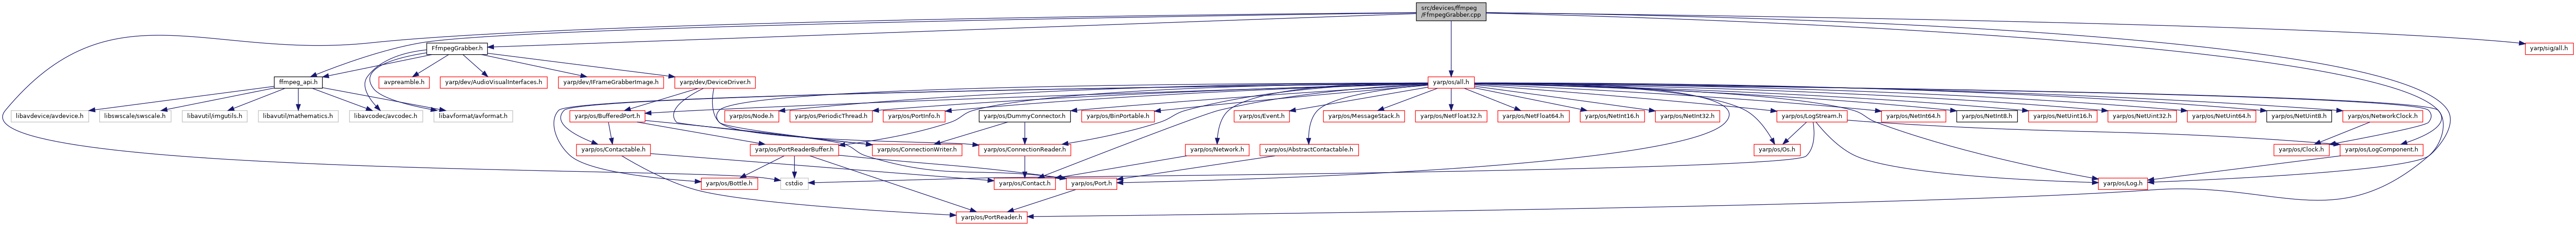 src/devices/ffmpeg
/FfmpegGrabber.cpp
FfmpegGrabber.h
yarp/sig/all.h
ffmpeg_api.h
avpreamble.h
yarp/dev/AudioVisualInterfaces.h
yarp/dev/IFrameGrabberImage.h
yarp/dev/DeviceDriver.h
yarp/os/all.h
libavdevice/avdevice.h
libswscale/swscale.h
libavutil/imgutils.h
libavutil/mathematics.h
libavcodec/avcodec.h
libavformat/avformat.h
yarp/os/BufferedPort.h
yarp/os/Node.h
yarp/os/PeriodicThread.h
yarp/os/PortInfo.h
yarp/os/DummyConnector.h
yarp/os/BinPortable.h
yarp/os/Event.h
yarp/os/MessageStack.h
yarp/os/NetFloat32.h
yarp/os/NetFloat64.h
yarp/os/NetInt16.h
yarp/os/NetInt32.h
yarp/os/LogStream.h
yarp/os/NetInt64.h
yarp/os/NetInt8.h
yarp/os/NetUint16.h
yarp/os/NetUint32.h
yarp/os/NetUint64.h
yarp/os/NetUint8.h
yarp/os/NetworkClock.h
yarp/os/Contactable.h
yarp/os/PortReaderBuffer.h
yarp/os/ConnectionWriter.h
yarp/os/ConnectionReader.h
yarp/os/Network.h
yarp/os/AbstractContactable.h
yarp/os/Os.h
yarp/os/Clock.h
yarp/os/LogComponent.h
yarp/os/Bottle.h
cstdio
yarp/os/Contact.h
yarp/os/Port.h
yarp/os/Log.h
yarp/os/PortReader.h